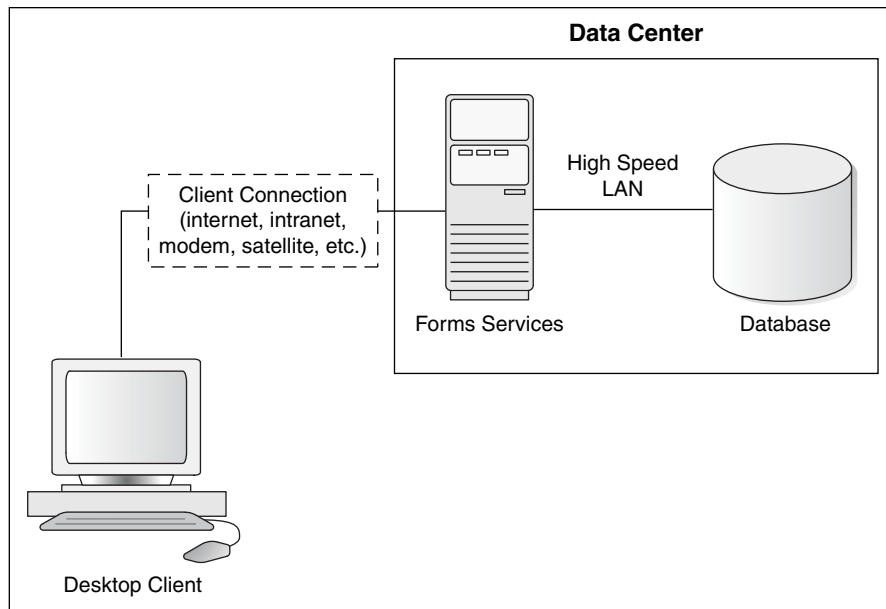 Data Center
High Speed
LAN
Client Connection
(internet, intranet,
modem, satellite, etc.)
Forms Services
Database
Desktop Client